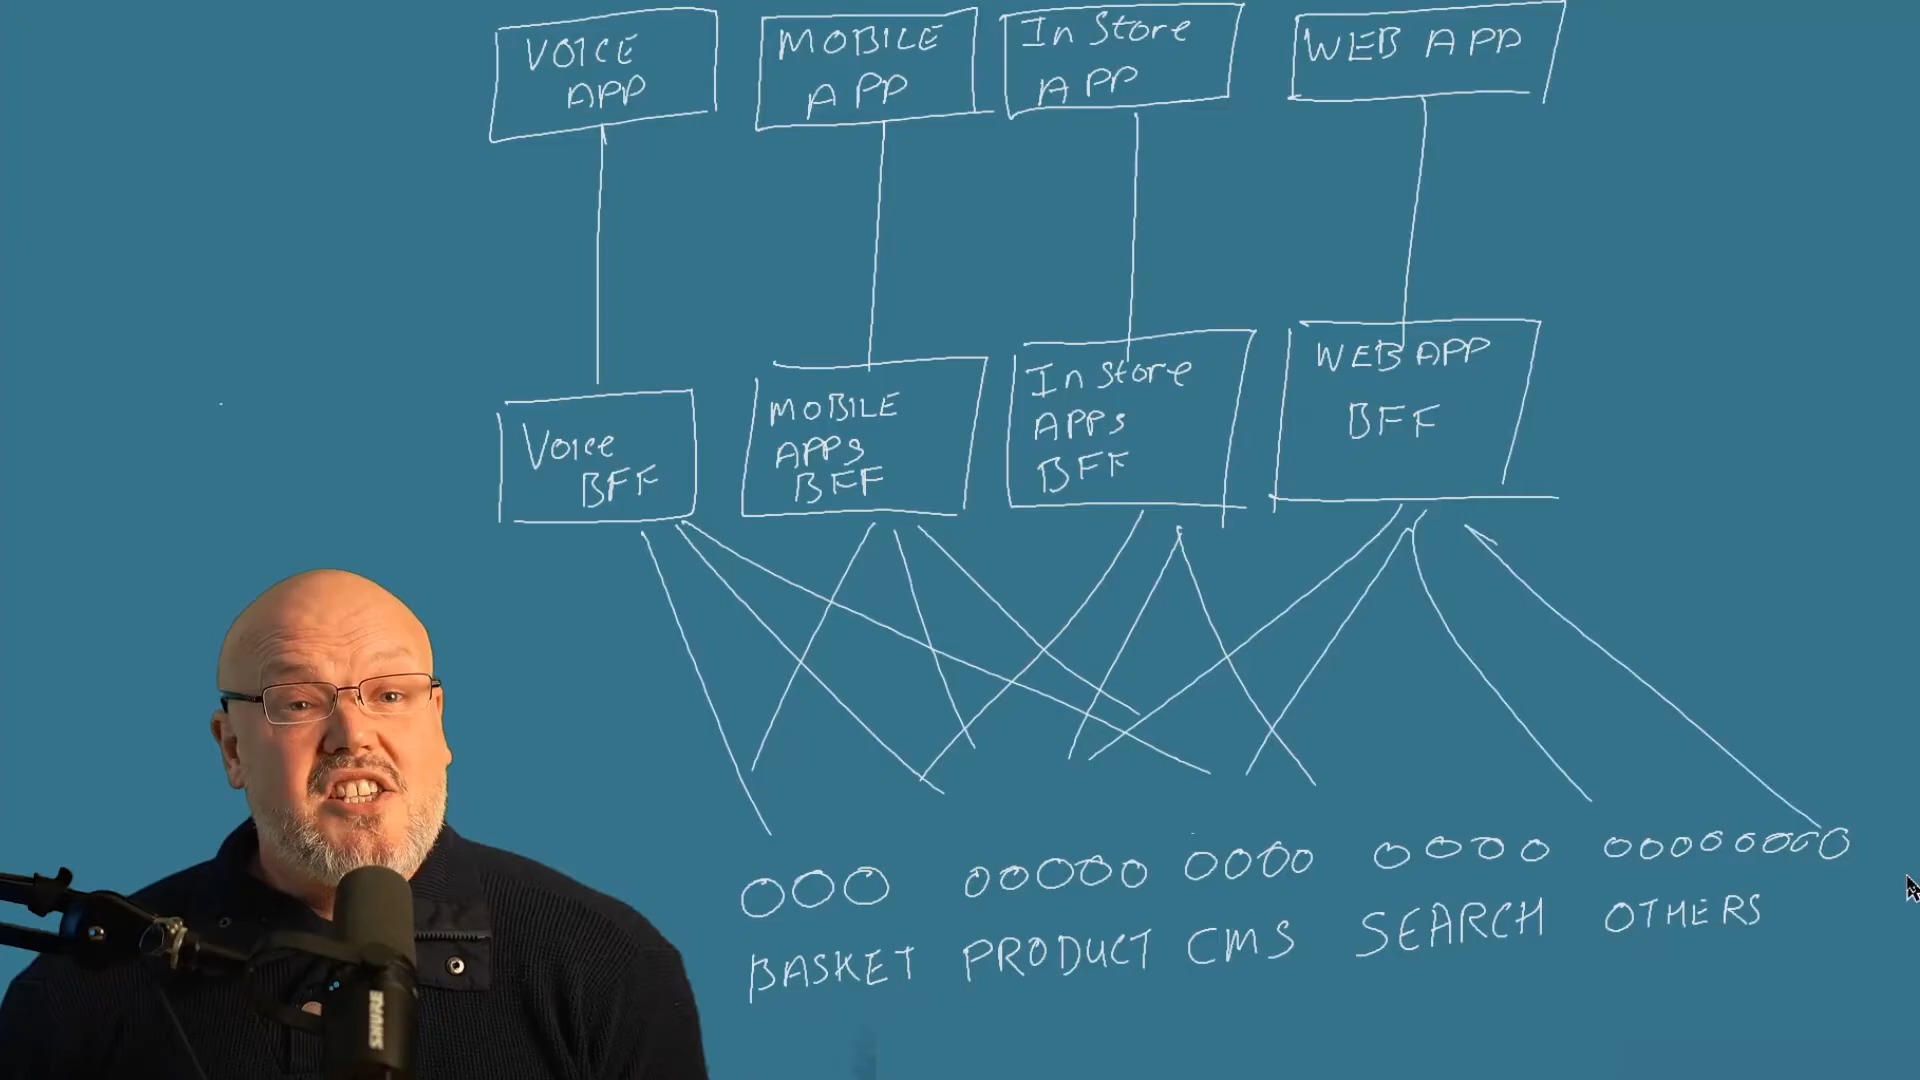 VOICE
APP
MOBILE
APP
In Store
APP
WEB APP
Voice
BFF
MOBILE
APPS
BFF
In Store
APPS
BFF
WEB APP
BFF
BASKET PRODUCT CMS SEARCH OTHERS
SHURE